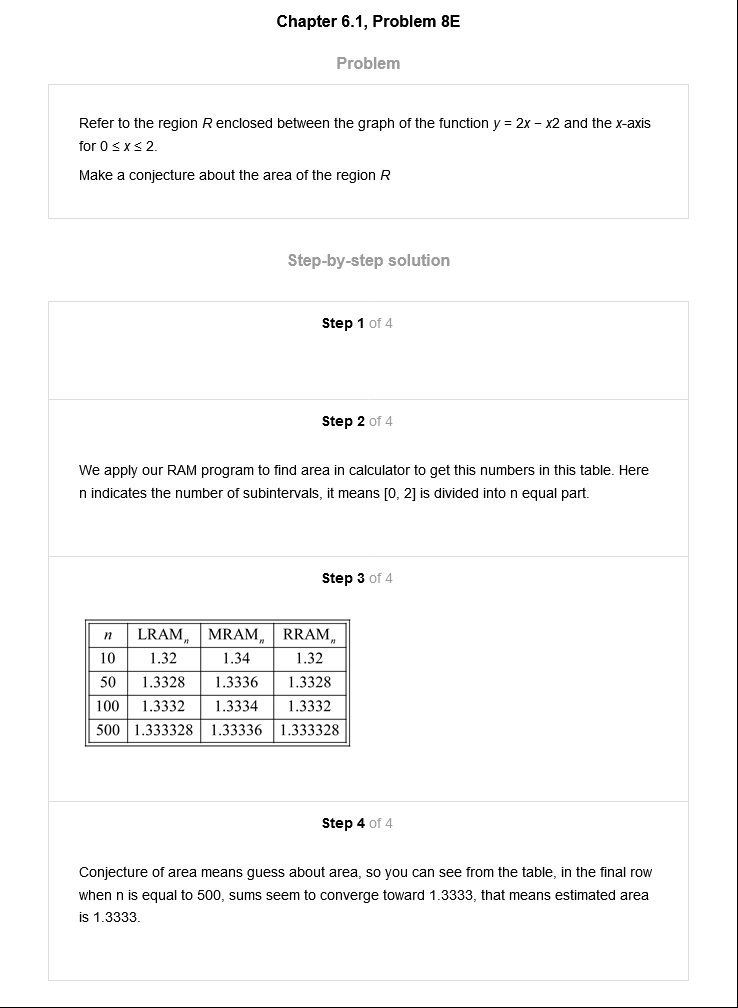 Chapter 6.1, Problem 8E
Problem
Refer to the region R enclosed between the graph of the function y = 2x − x2 and the x-axis
for 0 ≤ x ≤ 2.
Make a conjecture about the area of the region R
Step-by-step solution
Step 1 of 4
Step 2 of 4
We apply our RAM program to find area in calculator to get this numbers in this table. Here
n indicates the number of subintervals, it means [0, 2] is divided into n equal part.
Step 3 of 4
n LRAMₙ MRAMₙ RRAMₙ
10 1.32 1.34 1.32
50 1.3328 1.3336 1.3328
100 1.3332 1.3334 1.3332
500 1.333328 1.33336 1.333328
Step 4 of 4
Conjecture of area means guess about area, so you can see from the table, in the final row
when n is equal to 500, sums seem to converge toward 1.3333, that means estimated area
is 1.3333.